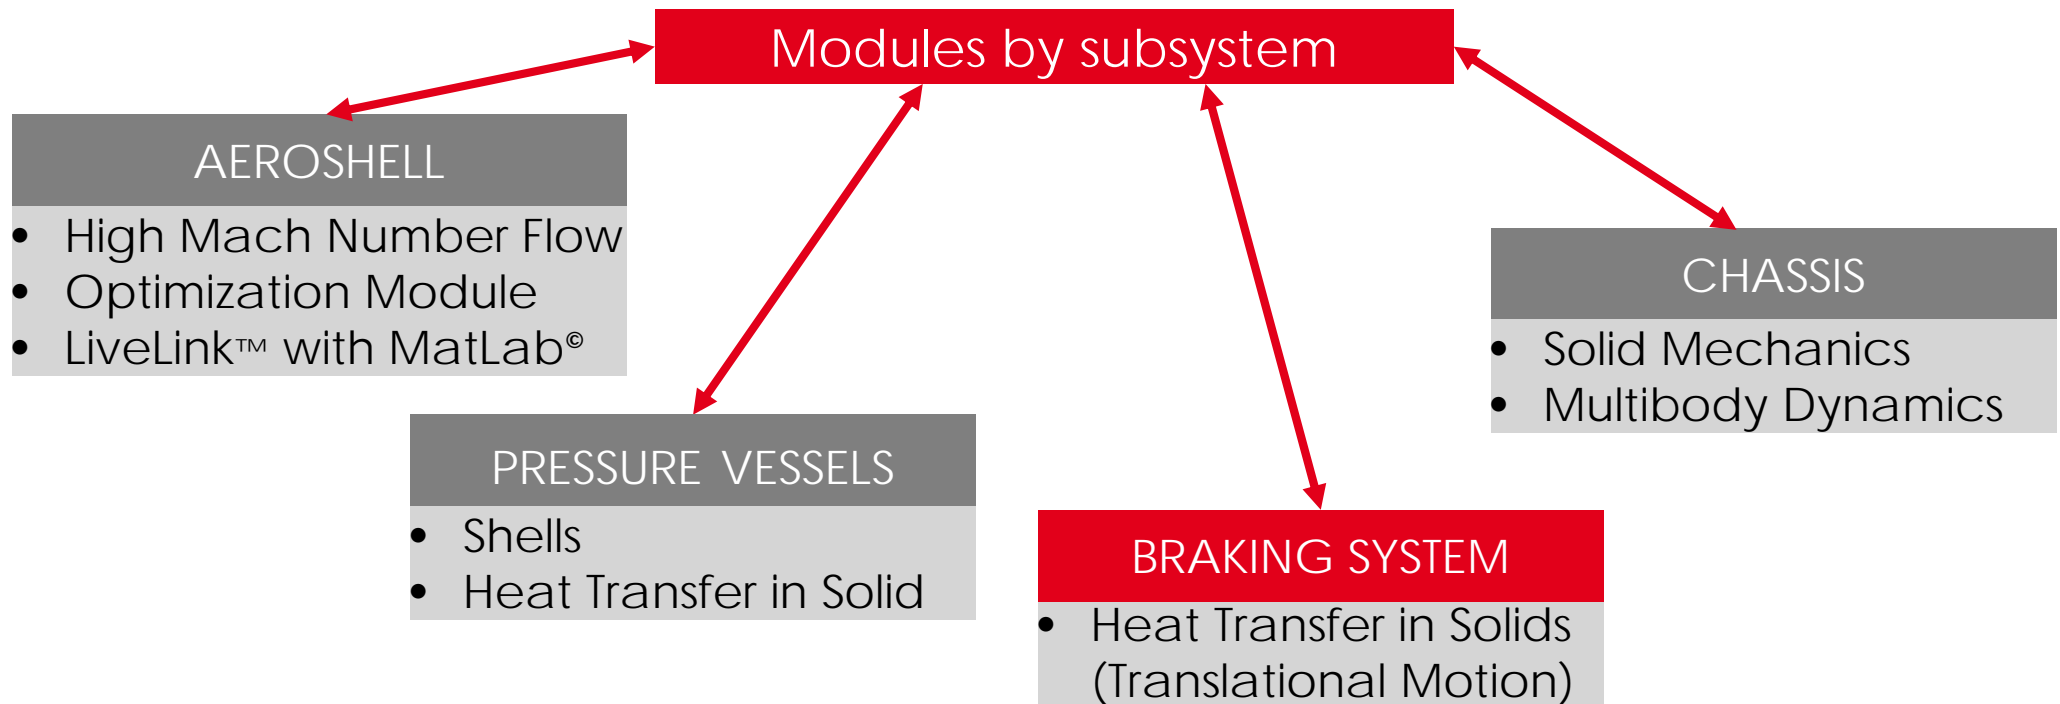 Modules by subsystem
AEROSHELL
• High Mach Number Flow
• Optimization Module
• LiveLink™ with MatLab©
PRESSURE VESSELS
• Shells
• Heat Transfer in Solid
BRAKING SYSTEM
• Heat Transfer in Solids
(Translational Motion)
CHASSIS
• Solid Mechanics
• Multibody Dynamics